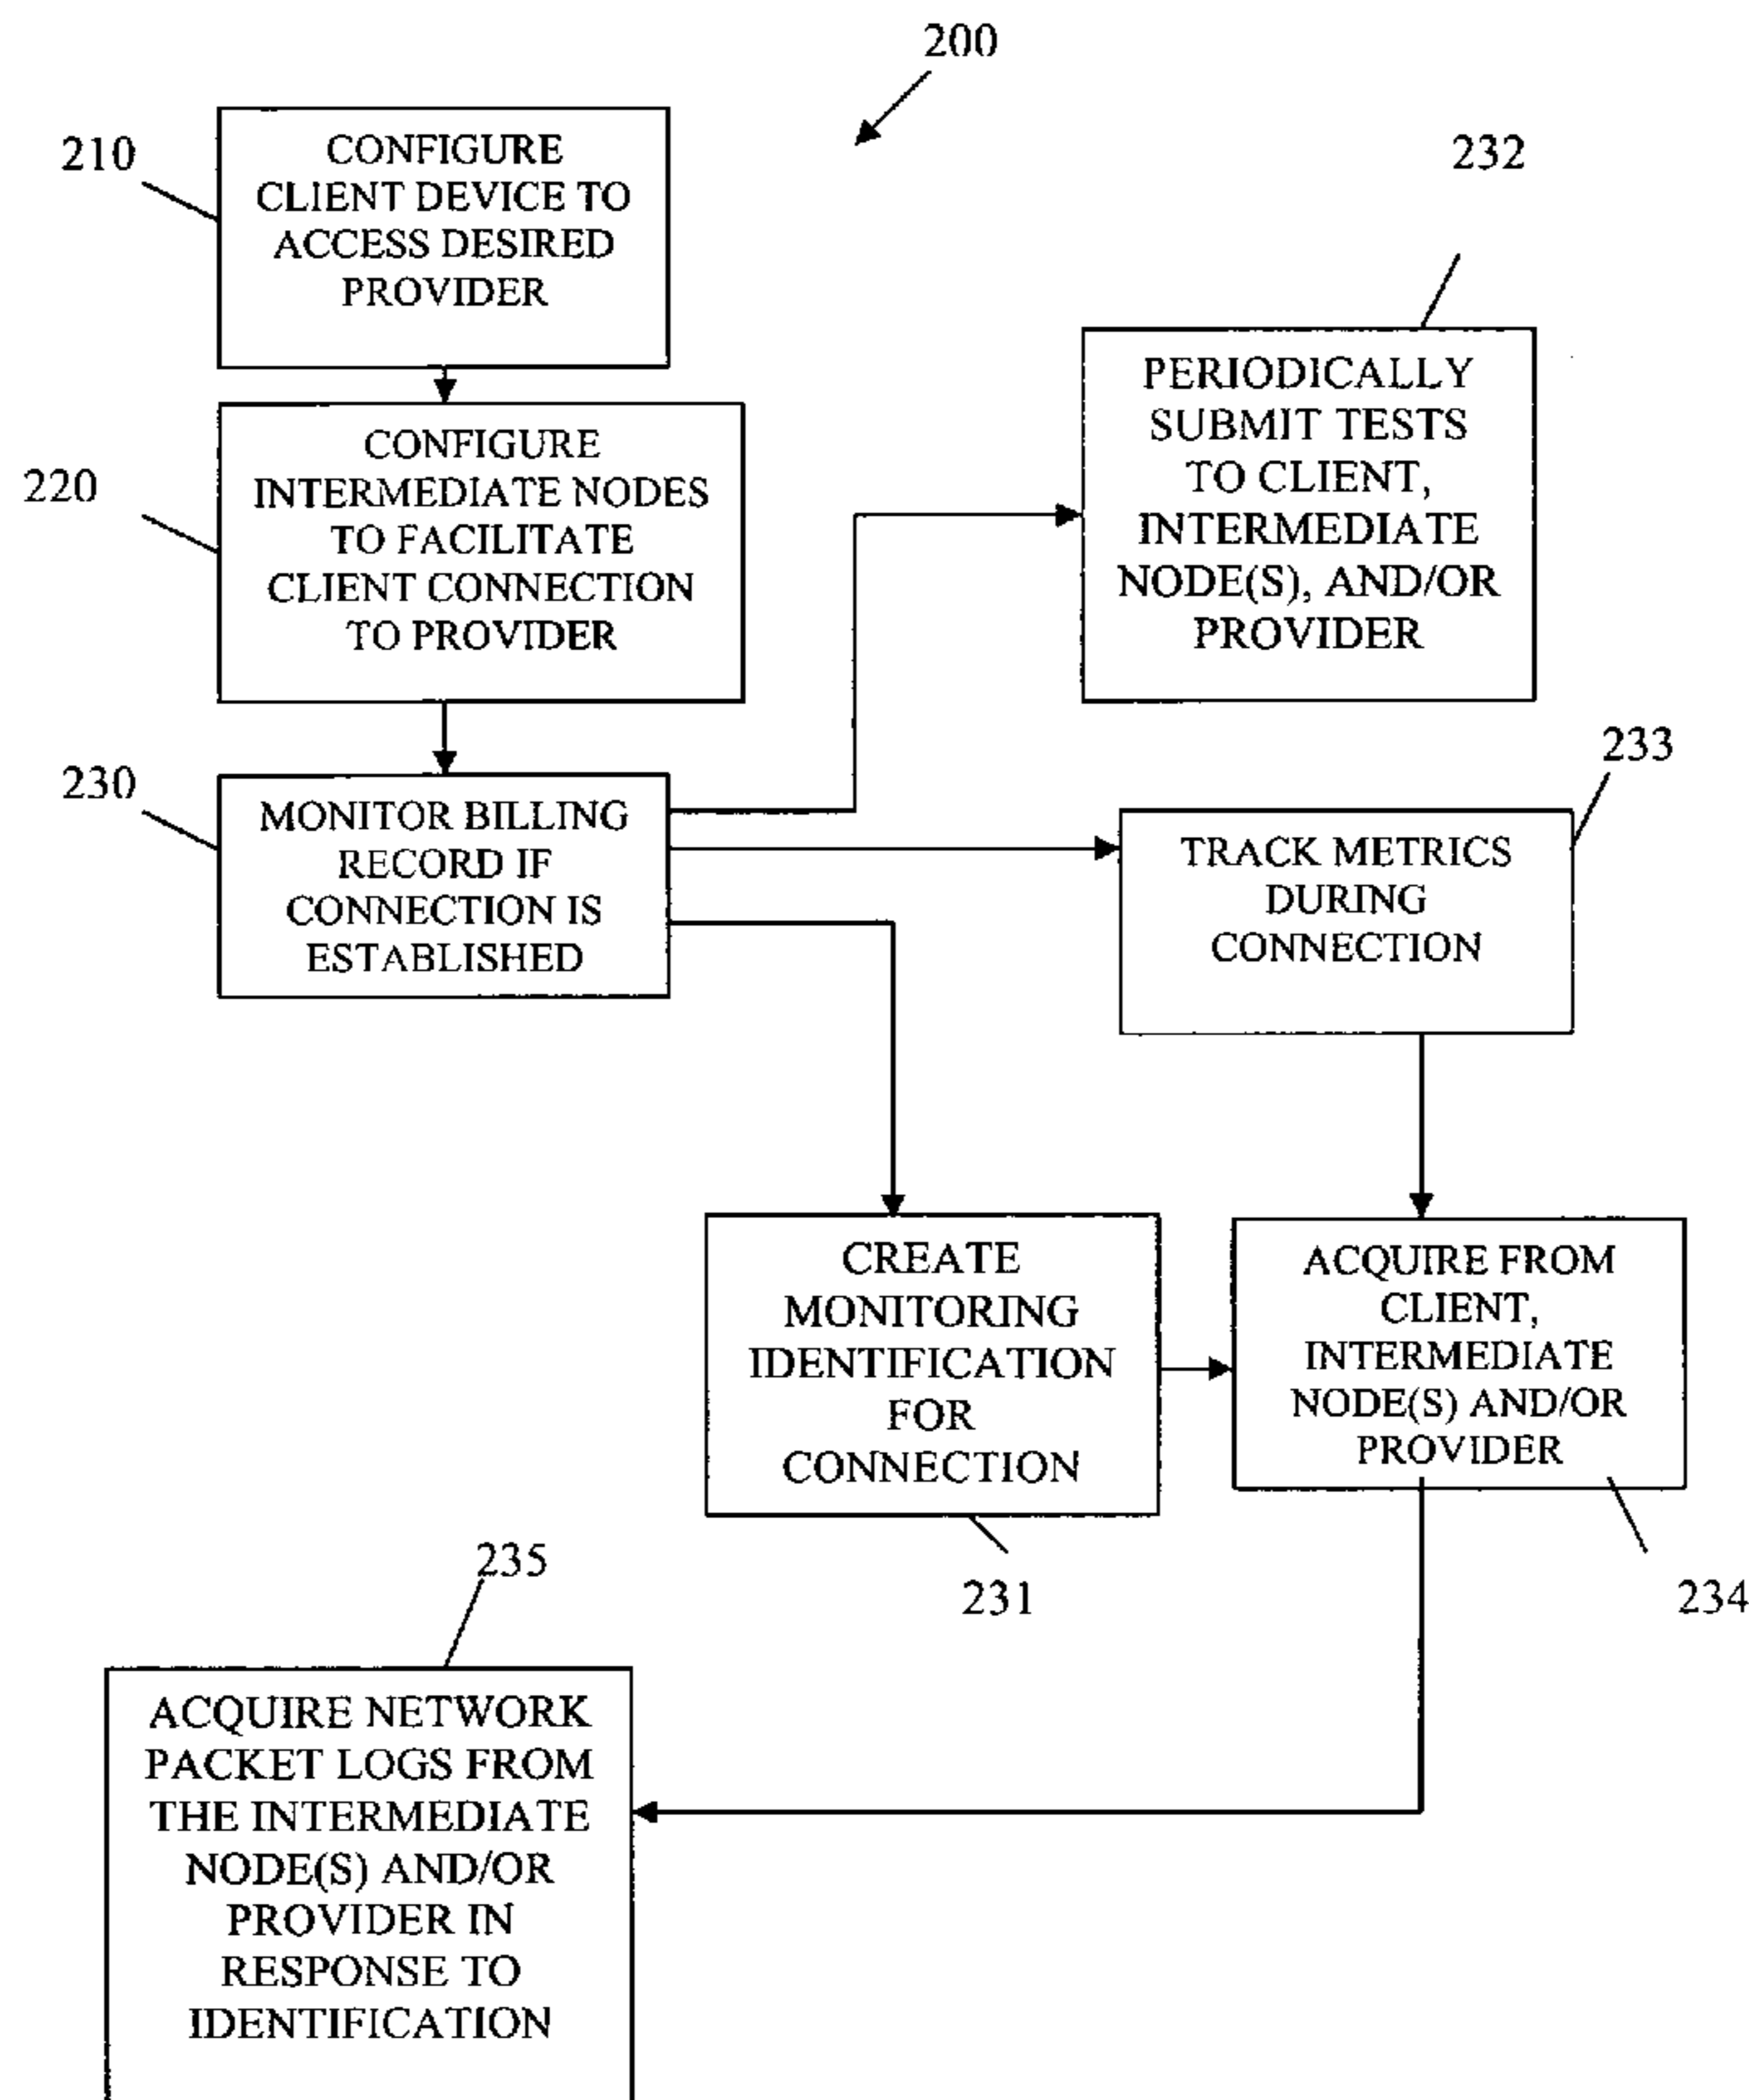 200
210
CONFIGURE
CLIENT DEVICE TO
ACCESS DESIRED
PROVIDER
232
220
CONFIGURE
INTERMEDIATE NODES
TO FACILITATE
CLIENT CONNECTION
TO PROVIDER
PERIODICALLY
SUBMIT TESTS
TO CLIENT,
INTERMEDIATE
NODE(S), AND/OR
PROVIDER
230
MONITOR BILLING
RECORD IF
CONNECTION IS
ESTABLISHED
233
TRACK METRICS
DURING
CONNECTION
CREATE
MONITORING
IDENTIFICATION
FOR
CONNECTION
231
ACQUIRE FROM
CLIENT,
INTERMEDIATE
NODE(S) AND/OR
PROVIDER
234
235
ACQUIRE NETWORK
PACKET LOGS FROM
THE INTERMEDIATE
NODE(S) AND/OR
PROVIDER IN
RESPONSE TO
IDENTIFICATION